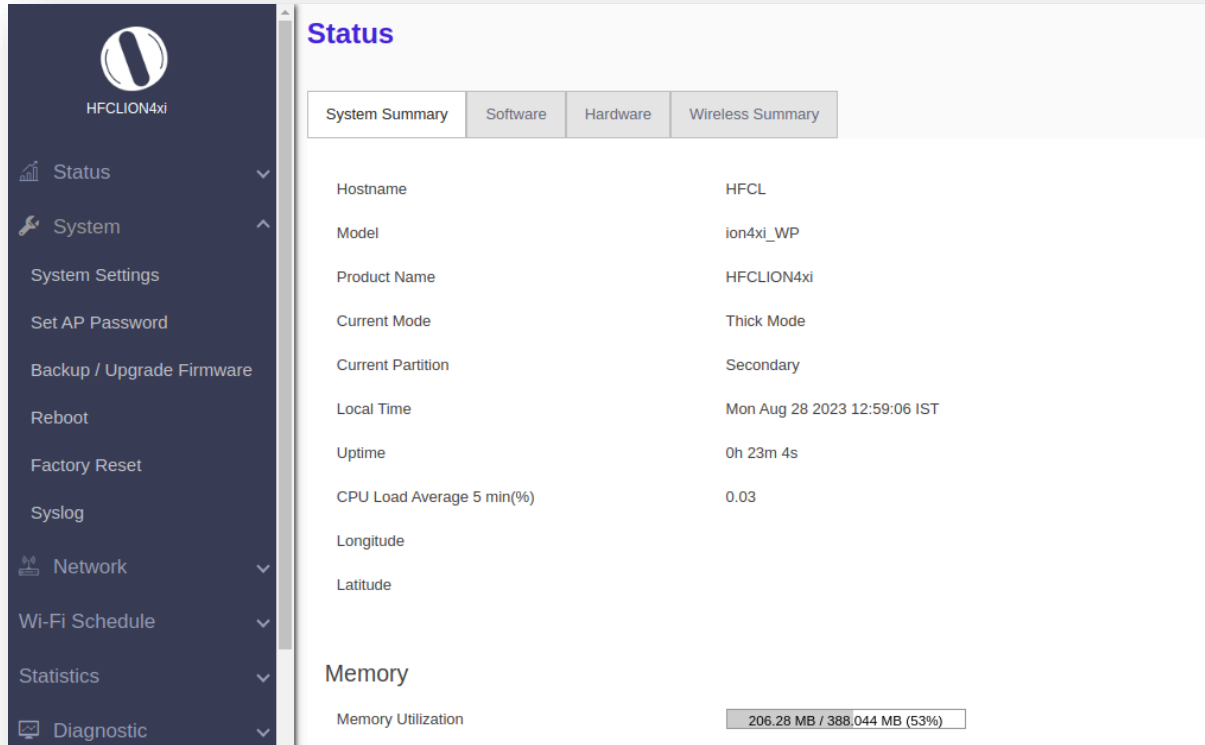 HFCLION4xi
Status
System
System Settings
Set AP Password
Backup / Upgrade Firmware
Reboot
Factory Reset
Syslog
Network
Wi-Fi Schedule
Statistics
Diagnostic
Status
System Summary Software Hardware Wireless Summary
Hostname HFCL
Model ion4xi_WP
Product Name HFCLION4xi
Current Mode Thick Mode
Current Partition Secondary
Local Time Mon Aug 28 2023 12:59:06 IST
Uptime 0h 23m 4s
CPU Load Average 5 min(%) 0.03
Longitude
Latitude
Memory
Memory Utilization 206.28 MB / 388.044 MB (53%)